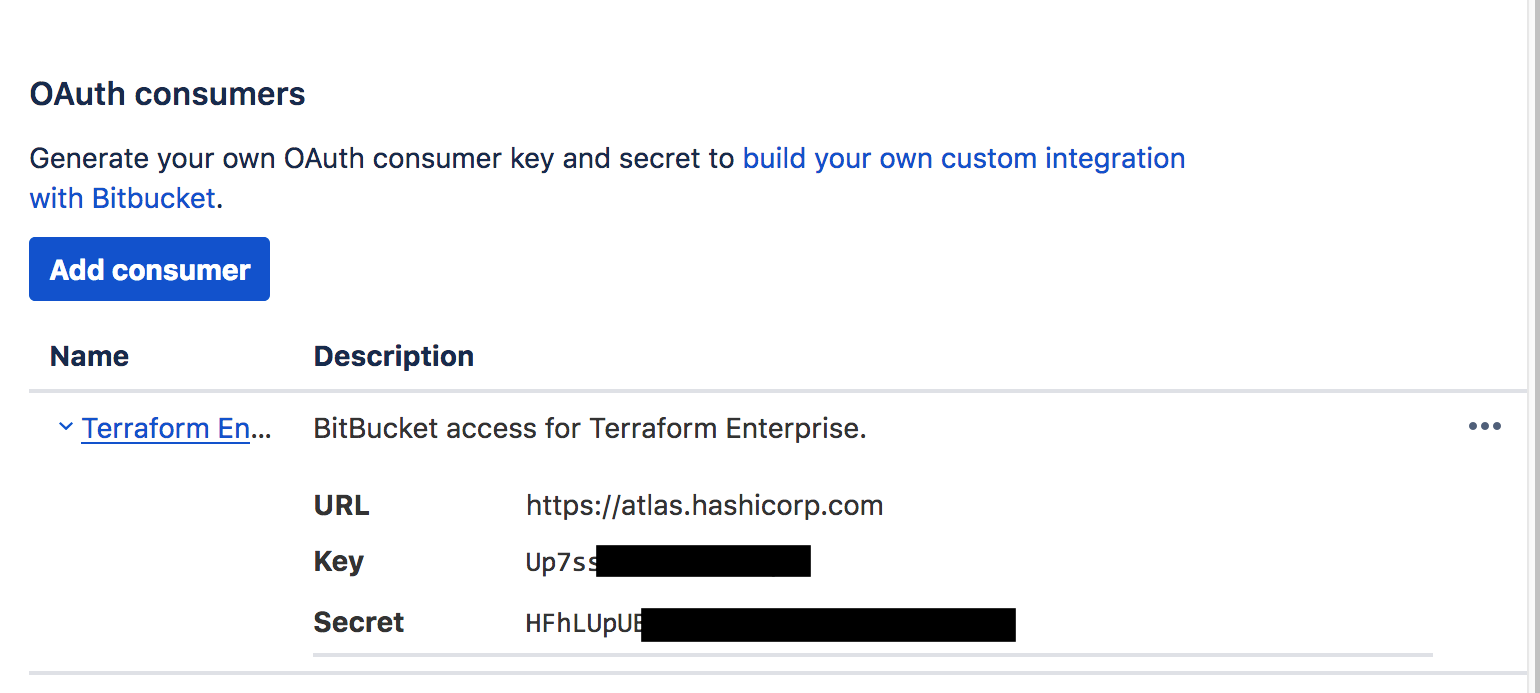 OAuth consumers
Generate your own OAuth consumer key and secret to build your own custom integration
with Bitbucket.
Add consumer
Name Description
Terraform En... BitBucket access for Terraform Enterprise.
URL https://atlas.hashicorp.com
Key Up7ss
Secret HFhLUpUE